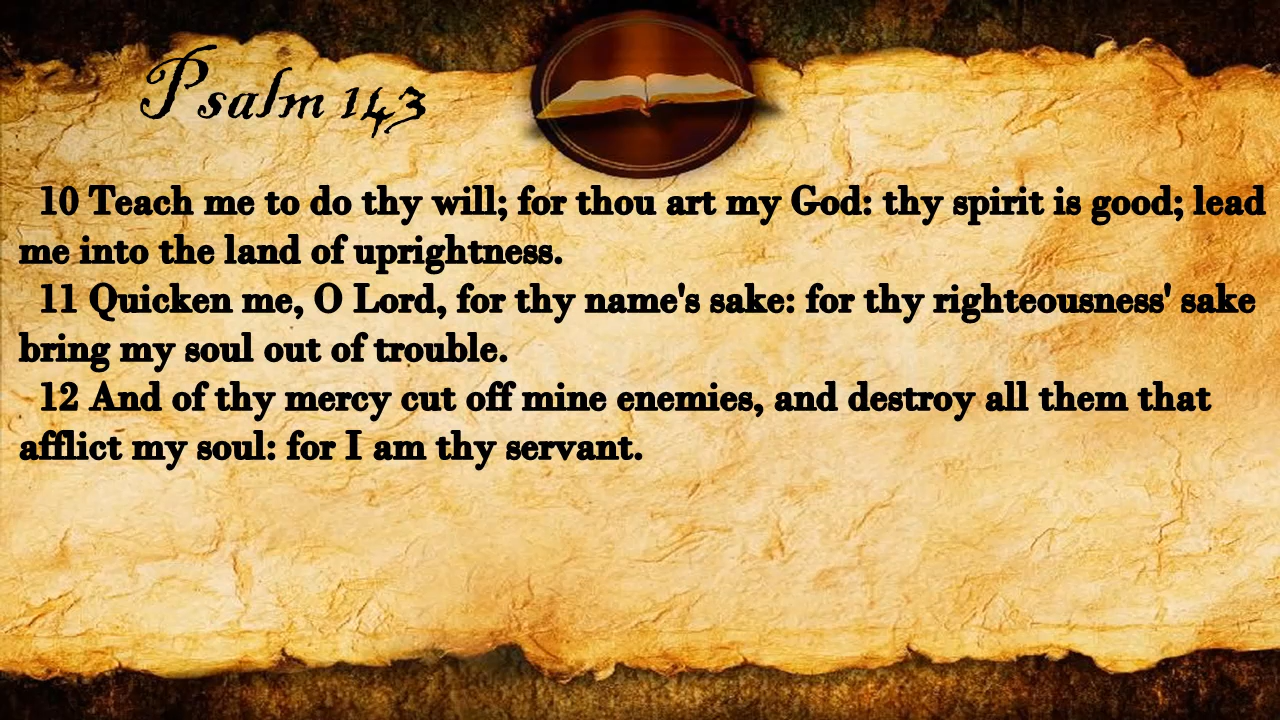 Psalm 143
10 Teach me to do thy will; for thou art my God: thy spirit is good; lead
me into the land of uprightness.
11 Quicken me, O Lord, for thy name's sake: for thy righteousness' sake
bring my soul out of trouble.
12 And of thy mercy cut off mine enemies, and destroy all them that
afflict my soul: for I am thy servant.